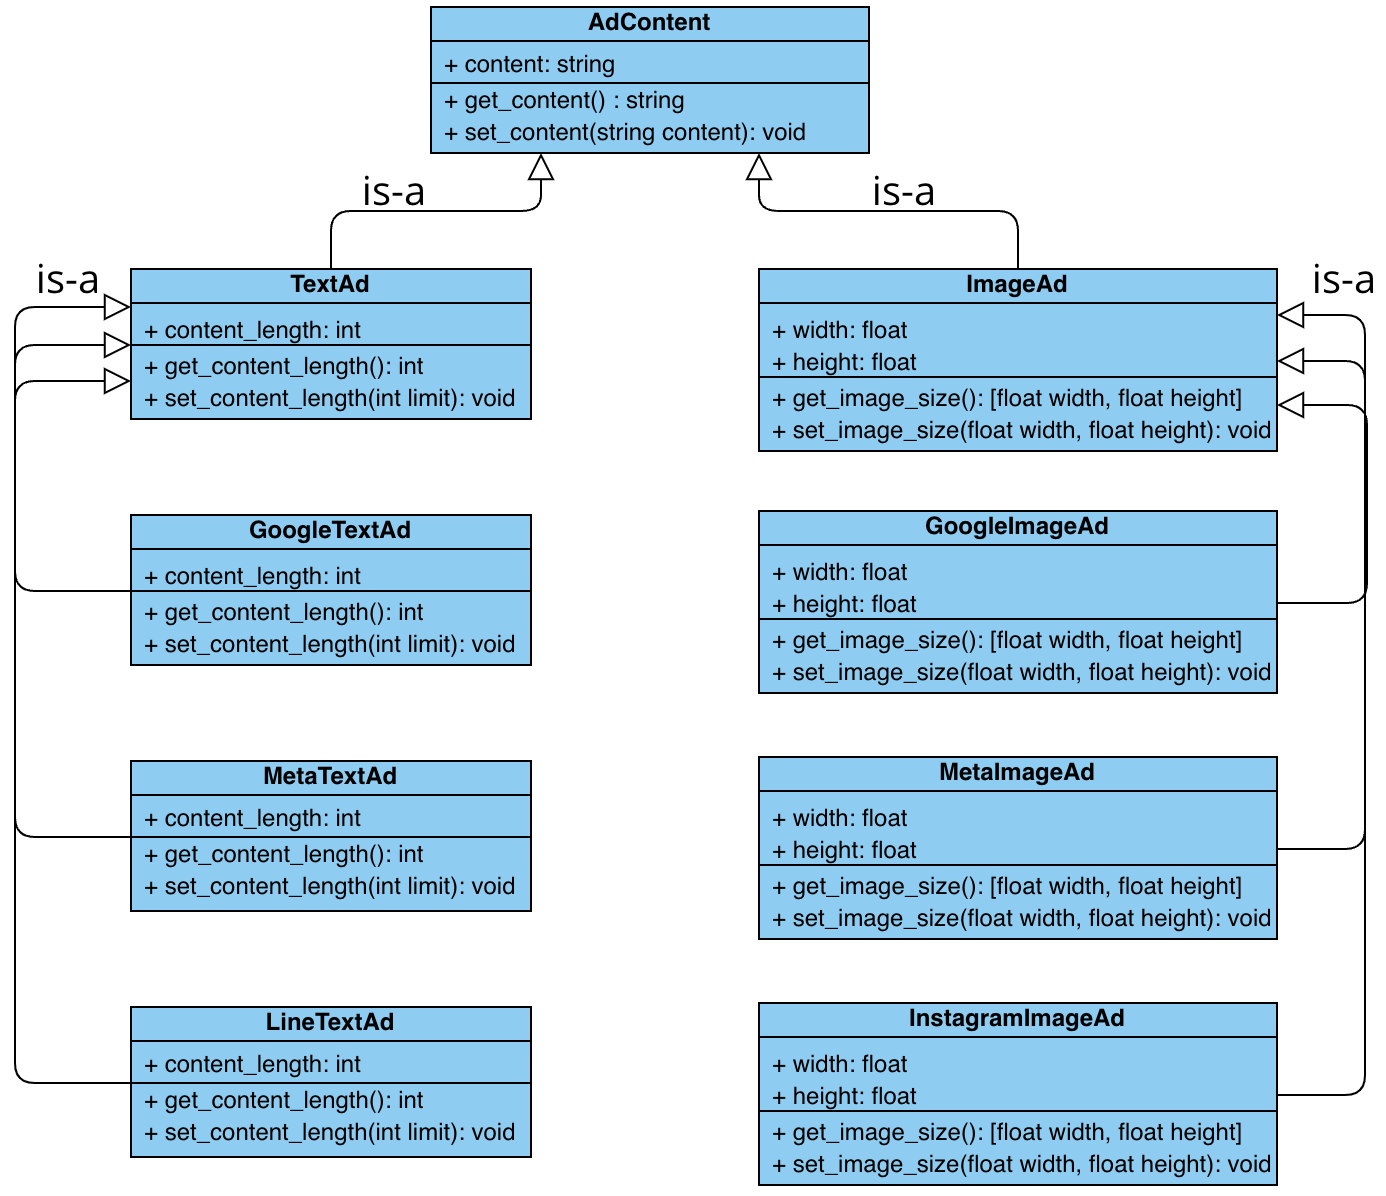 AdContent
+ content: string
+ get_content() : string
+ set_content(string content): void
is-a
is-a
is-a
TextAd
+ content_length: int
+ get_content_length(): int
+ set_content_length(int limit): void
ImageAd
+ width: float
+ height: float
+ get_image_size(): [float width, float height]
+ set_image_size(float width, float height): void
is-a
GoogleTextAd
+ content_length: int
+ get_content_length(): int
+ set_content_length(int limit): void
GoogleImageAd
+ width: float
+ height: float
+ get_image_size(): [float width, float height]
+ set_image_size(float width, float height): void
MetaTextAd
+ content_length: int
+ get_content_length(): int
+ set_content_length(int limit): void
MetaImageAd
+ width: float
+ height: float
+ get_image_size(): [float width, float height]
+ set_image_size(float width, float height): void
LineTextAd
+ content_length: int
+ get_content_length(): int
+ set_content_length(int limit): void
InstagramImageAd
+ width: float
+ height: float
+ get_image_size(): [float width, float height]
+ set_image_size(float width, float height): void